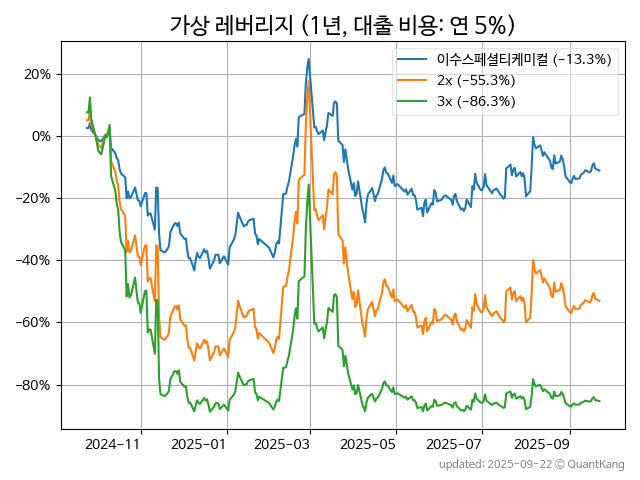 가상 레버리지 (1년, 대출 비용: 연 5%)
이수스페셜티케미컬 (−13.3%)
2x (−55.3%)
3x (−86.3%)
20%
0%
−20%
−40%
−60%
−80%
2024-11
2025-01
2025-03
2025-05
2025-07
2025-09
updated: 2025-09-22 © QuantKang